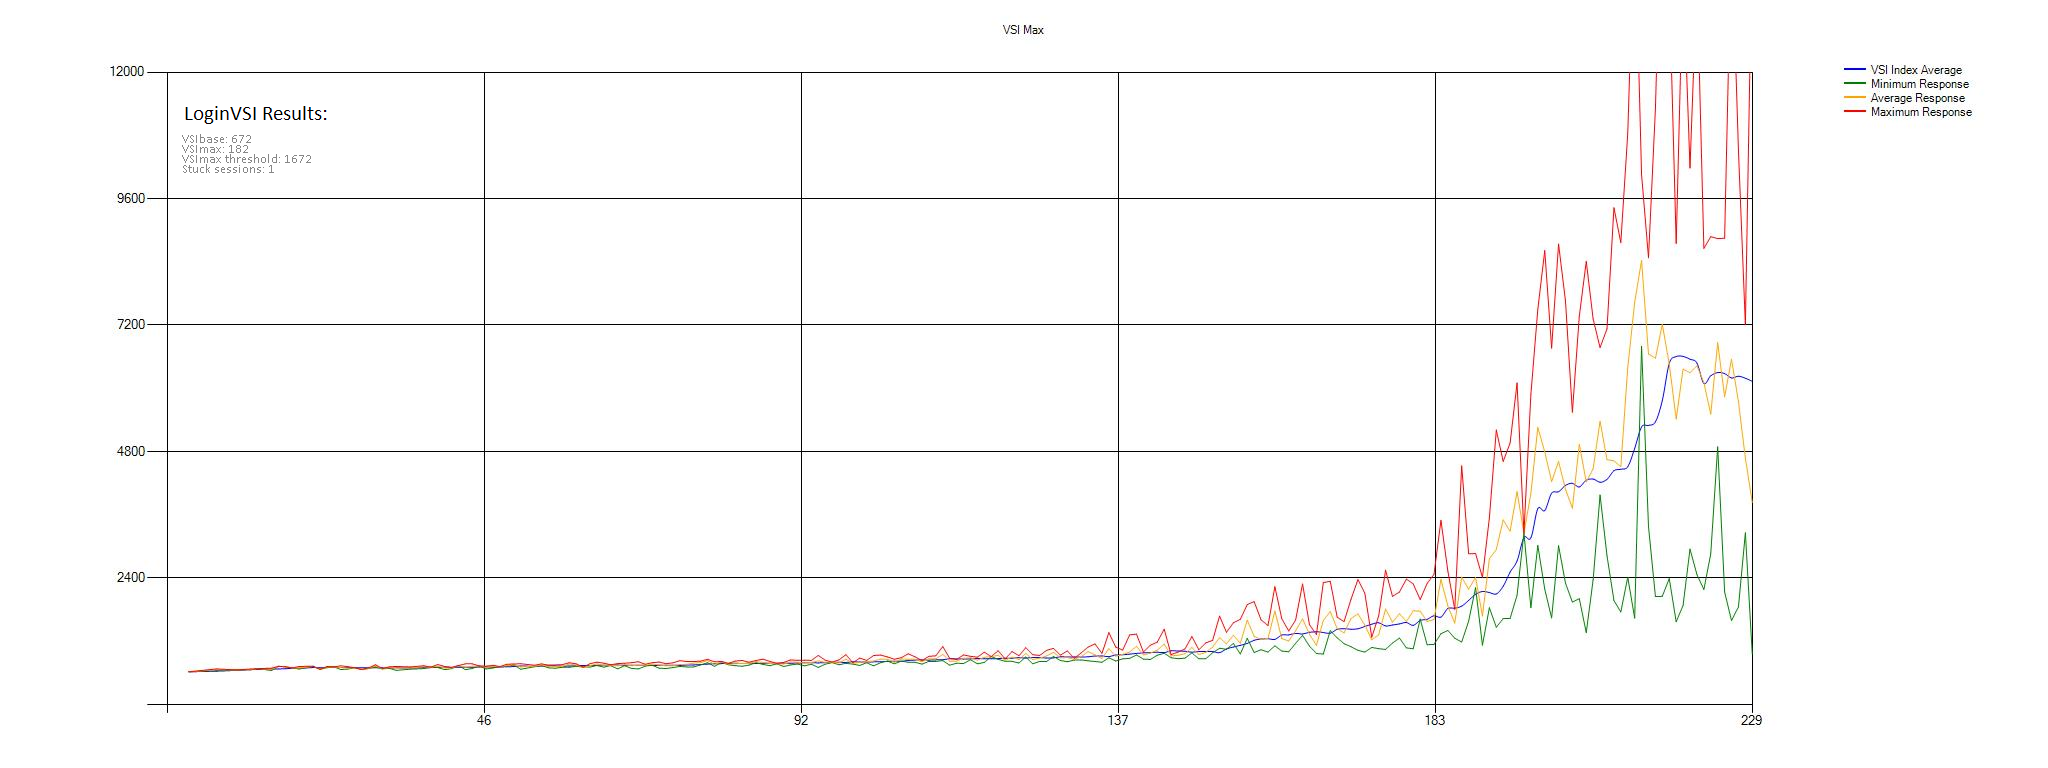 VSI Max
12000
9600
7200
4800
2400
LoginVSI Results:
VSIbase: 672
VSImax: 182
VSImax threshold: 1672
Stuck sessions: 1
46
92
137
183
229
VSI Index Average
Minimum Response
Average Response
Maximum Response